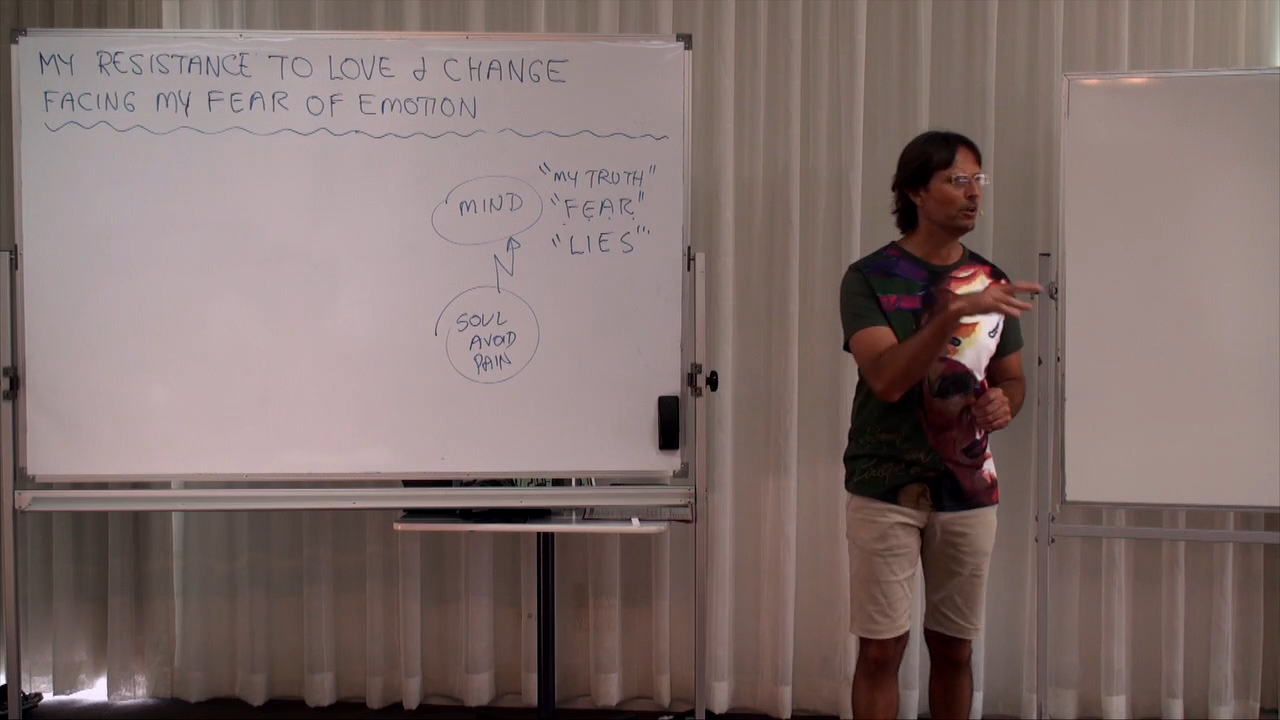 MY RESISTANCE TO LOVE & CHANGE
FACING MY FEAR OF EMOTION
"MY TRUTH"
MIND
"FEAR"
"LIES"
SOUL
AVOID
PAIN